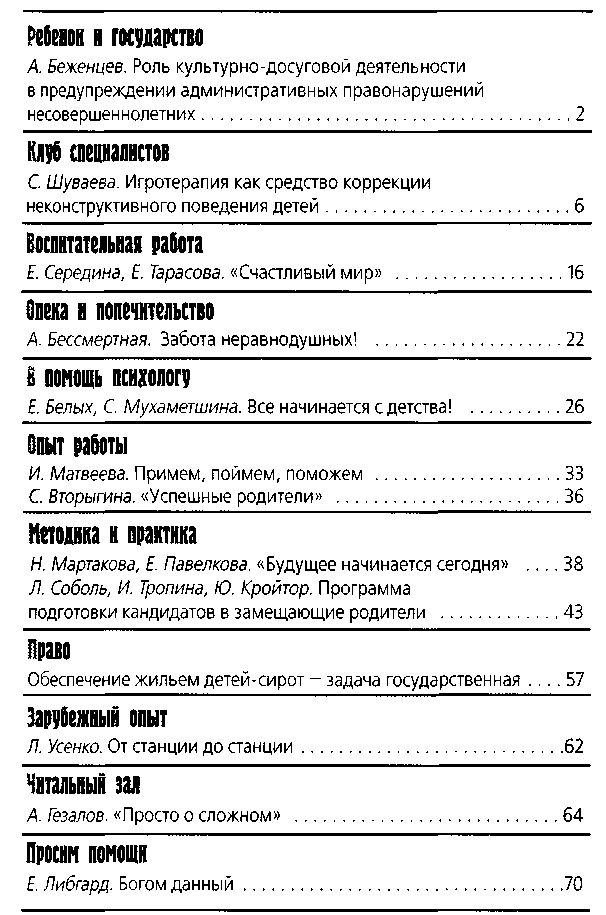 Ребенок и государство
А. Беженцев. Роль культурно-досуговой деятельности
в предупреждении административных правонарушений
несовершеннолетних . . . . . . . . . . . . . . . . . . . . . . . . . . . . . . . . . . . . 2
Клуб специалистов
С. Шуваева. Игротерапия как средство коррекции
неконструктивного поведения детей . . . . . . . . . . . . . . . . . . . . . . . . 6
Воспитательная работа
Е. Середина, Е. Тарасова. «Счастливый мир» . . . . . . . . . . . . . . . . . 16
Опека и попечительство
А. Бессмертная. Забота неравнодушных! . . . . . . . . . . . . . . . . . . . 22
В помощь психологу
Е. Белых, С. Мухаметшина. Все начинается с детства! . . . . . . . . . . 26
Опыт работы
И. Матвеева. Примем, поймем, поможем . . . . . . . . . . . . . . . . . . . 33
С. Вторыгина. «Успешные родители» . . . . . . . . . . . . . . . . . . . . . . . 36
Методика и практика
Н. Мартакова, Е. Павелкова. «Будущее начинается сегодня» . . . . 38
Л. Соболь, И. Тропина, Ю. Кройтор. Программа
подготовки кандидатов в замещающие родители . . . . . . . . . . . . 43
Право
Обеспечение жильем детей-сирот – задача государственная . . . . 57
Зарубежный опыт
Л. Усенко. От станции до станции . . . . . . . . . . . . . . . . . . . . . . . . . .62
Читальный зал
А. Гезалов. «Просто о сложном» . . . . . . . . . . . . . . . . . . . . . . . . . . . 64
Просим помощи
Е. Либгард. Богом данный . . . . . . . . . . . . . . . . . . . . . . . . . . . . . . . .70